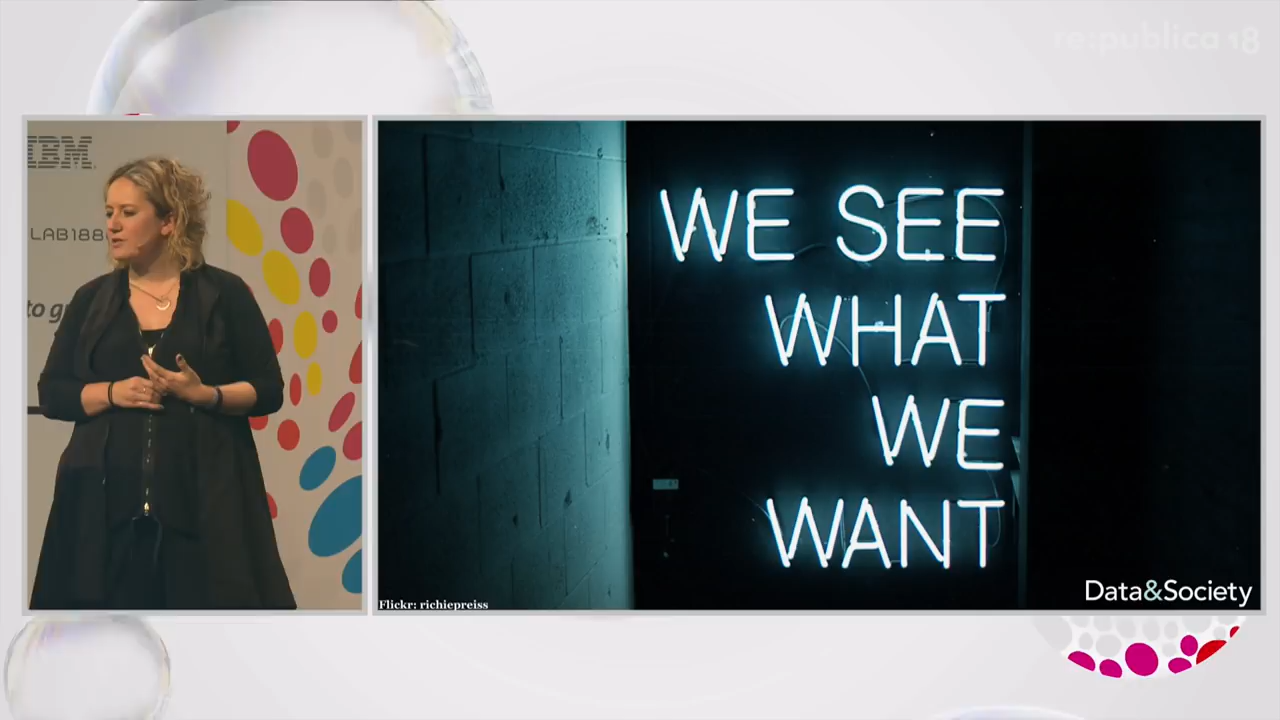 re:publica 18
IBM
LAB188
to g
WE SEE
WHAT
WE
WANT
Data&Society
Flickr: richiepreiss